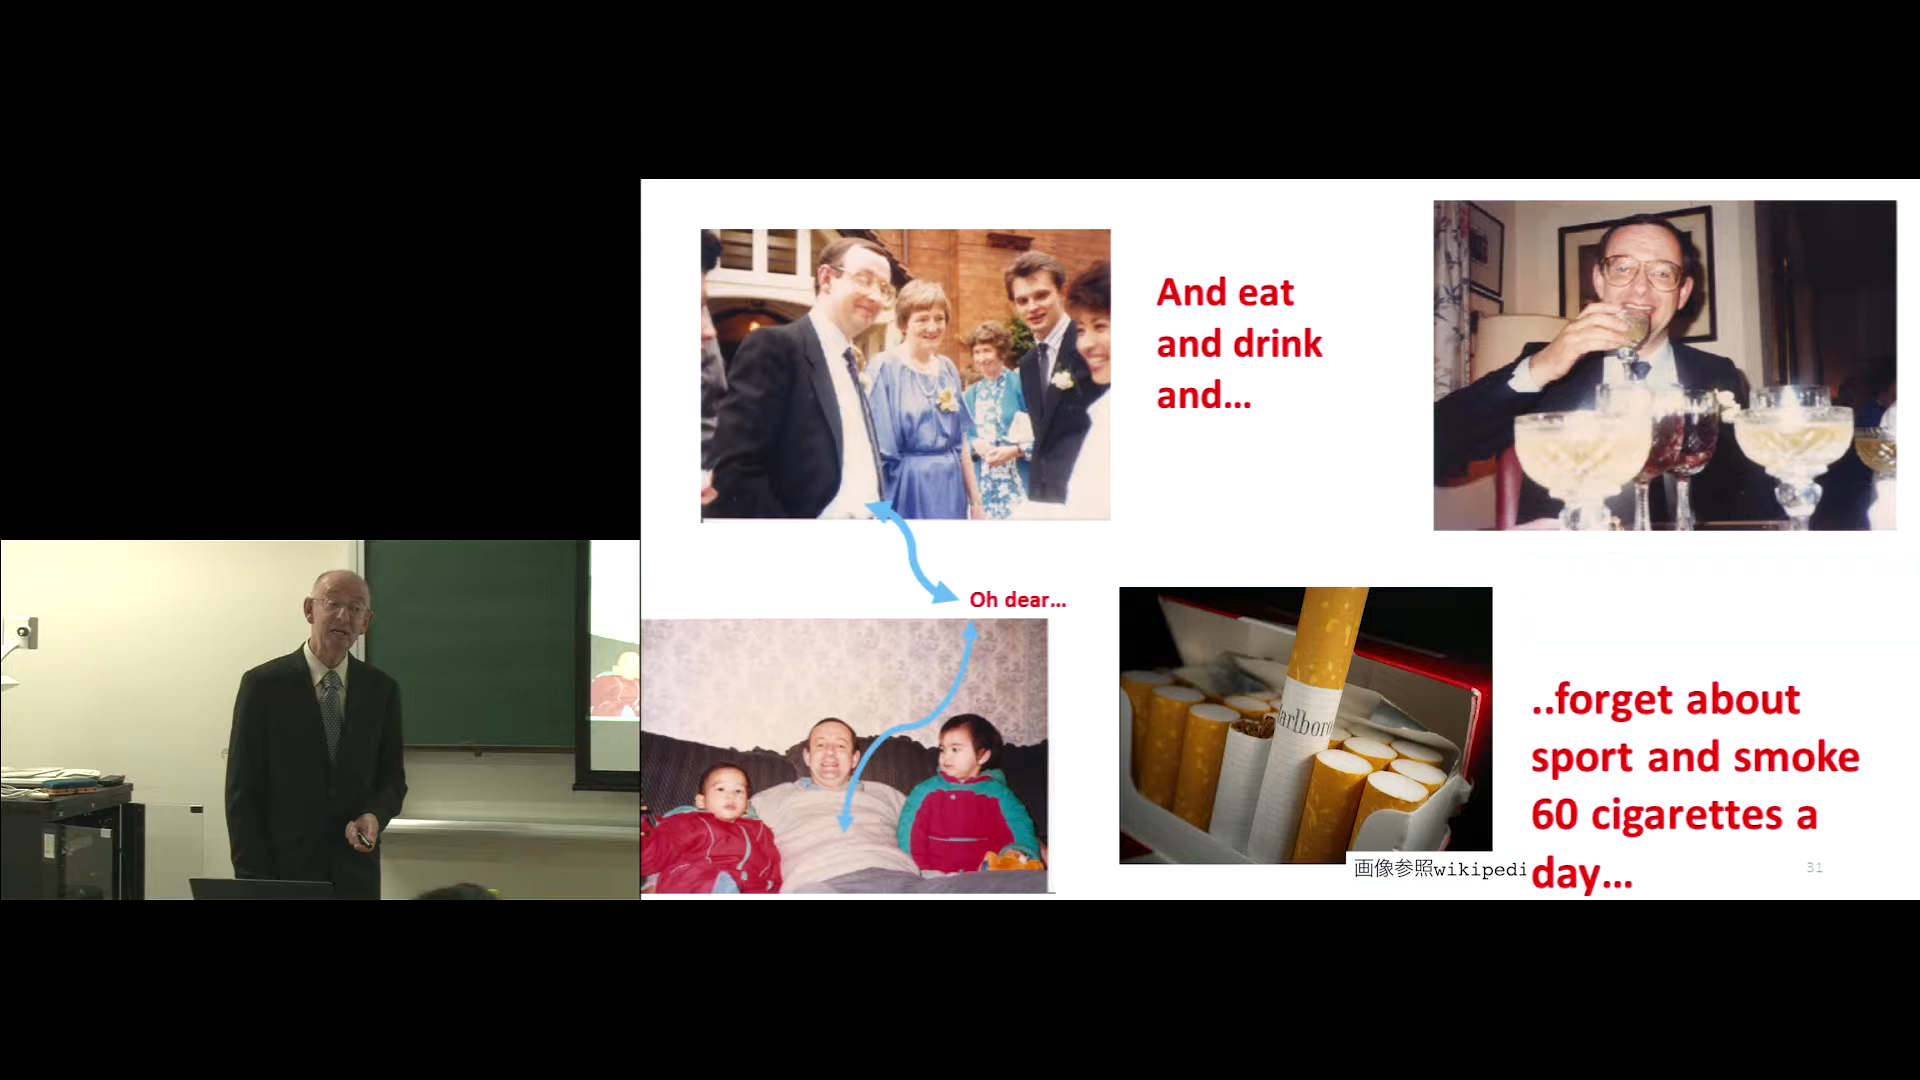 And eat
and drink
and...
Oh dear...
arlboro
..forget about
sport and smoke
60 cigarettes a
day...
画像参照wikipedi
31